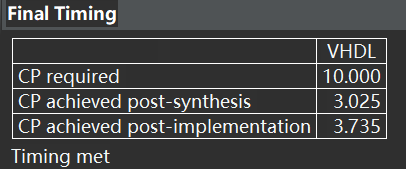 Final Timing
VHDL
CP required 10.000
CP achieved post-synthesis 3.025
CP achieved post-implementation 3.735
Timing met